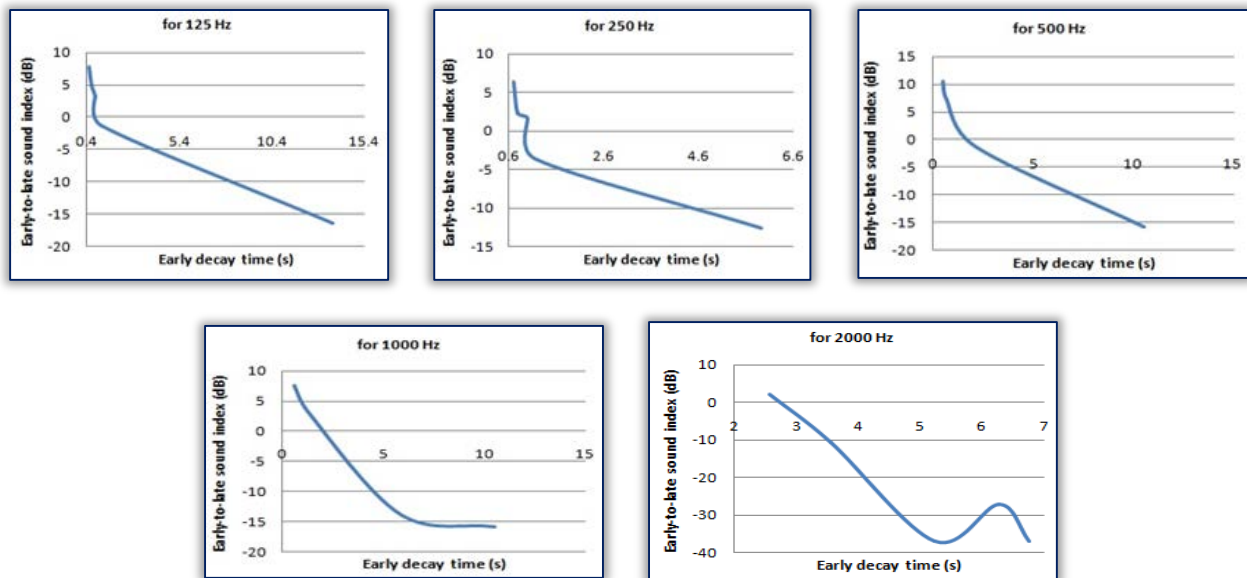 for 125 Hz
Early-to-late sound index (dB)
10
5
0
-5
-10
-15
-20
0.4 5.4 10.4 15.4
Early decay time (s)
for 250 Hz
Early-to-late sound index (dB)
10
5
0
-5
-10
-15
0.6 2.6 4.6 6.6
Early decay time (s)
for 500 Hz
Early-to-late sound index (dB)
15
10
5
0
-5
-10
-15
-20
0 5 10 15
Early decay time (s)
for 1000 Hz
Early-to-late sound index (dB)
10
5
0
-5
-10
-15
-20
0 5 10 15
Early decay time (s)
for 2000 Hz
Early-to-late sound index (dB)
10
0
-10
-20
-30
-40
2 3 4 5 6 7
Early decay time (s)